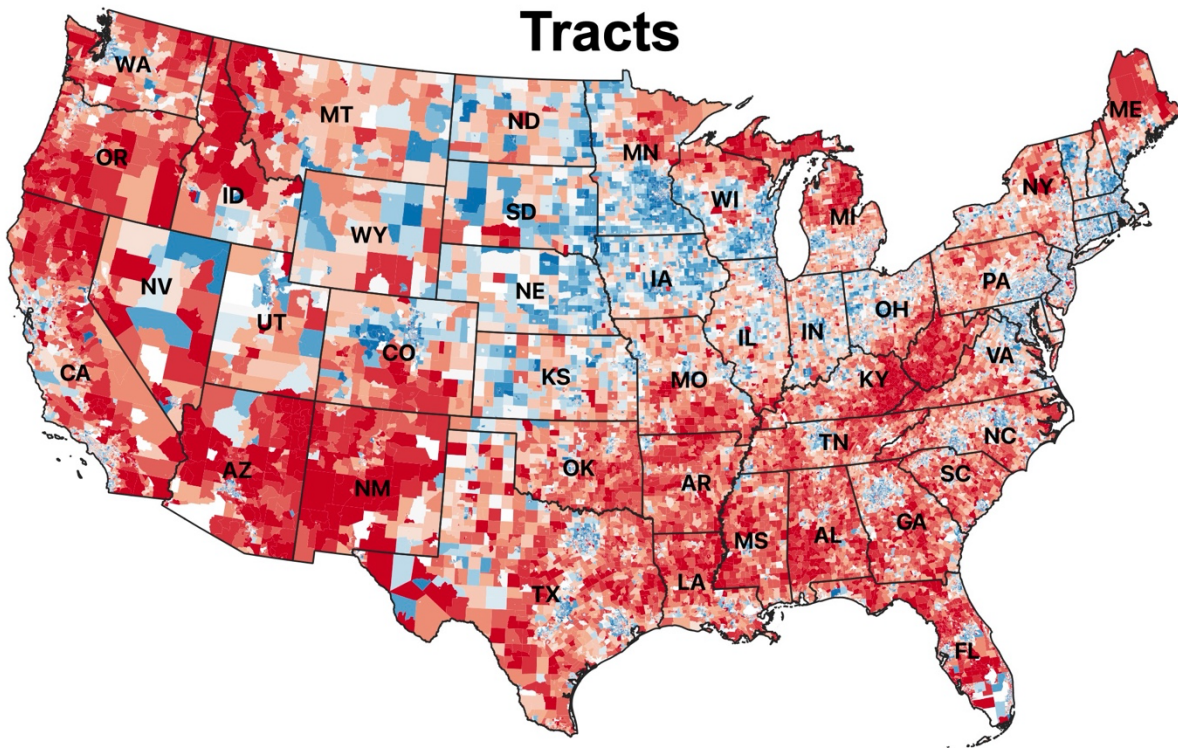 Tracts
WA
MT
ND
MN
ME
OR
ID
SD
WI
MI
NY
WY
NV
UT
NE
IA
PA
CO
IL
IN
OH
CA
KS
MO
KY
VA
AZ
NM
OK
AR
TN
NC
SC
MS
AL
GA
TX
LA
FL